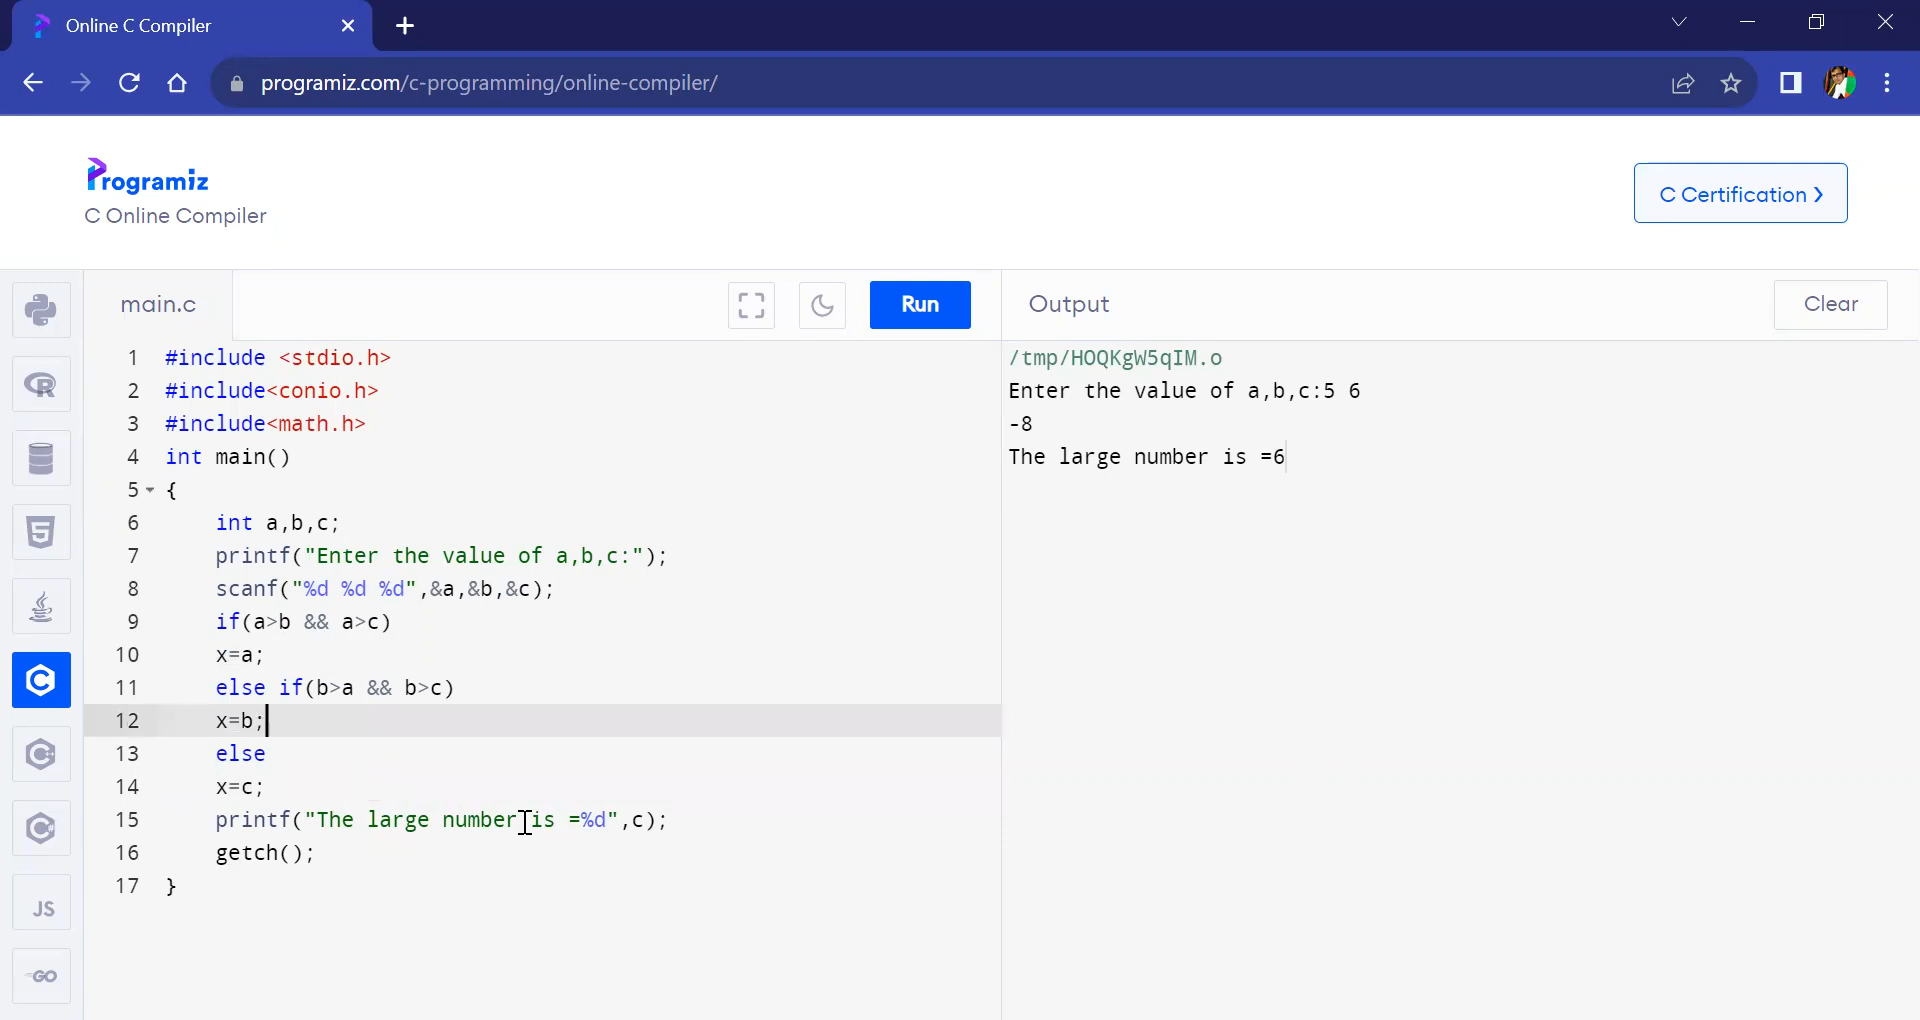 Online C Compiler
programiz.com/c-programming/online-compiler/
Programiz
C Online Compiler
C Certification
main.c
Run
Output
Clear
1 #include <stdio.h>
2 #include<conio.h>
3 #include<math.h>
4 int main()
5 {
6 int a,b,c;
7 printf("Enter the value of a,b,c:");
8 scanf("%d %d %d",&a,&b,&c);
9 if(a>b && a>c)
10 x=a;
11 else if(b>a && b>c)
12 x=b;
13 else
14 x=c;
15 printf("The large number is =%d",c);
16 getch();
17 }
/tmp/HOQKgW5qIM.o
Enter the value of a,b,c:5 6
-8
The large number is =6
R
5
C
C
C#
JS
GO